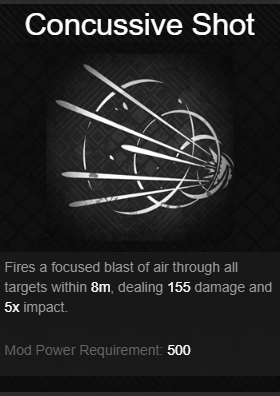 Concussive Shot
Fires a focused blast of air through all
targets within 8m, dealing 155 damage and
5x impact.
Mod Power Requirement: 500